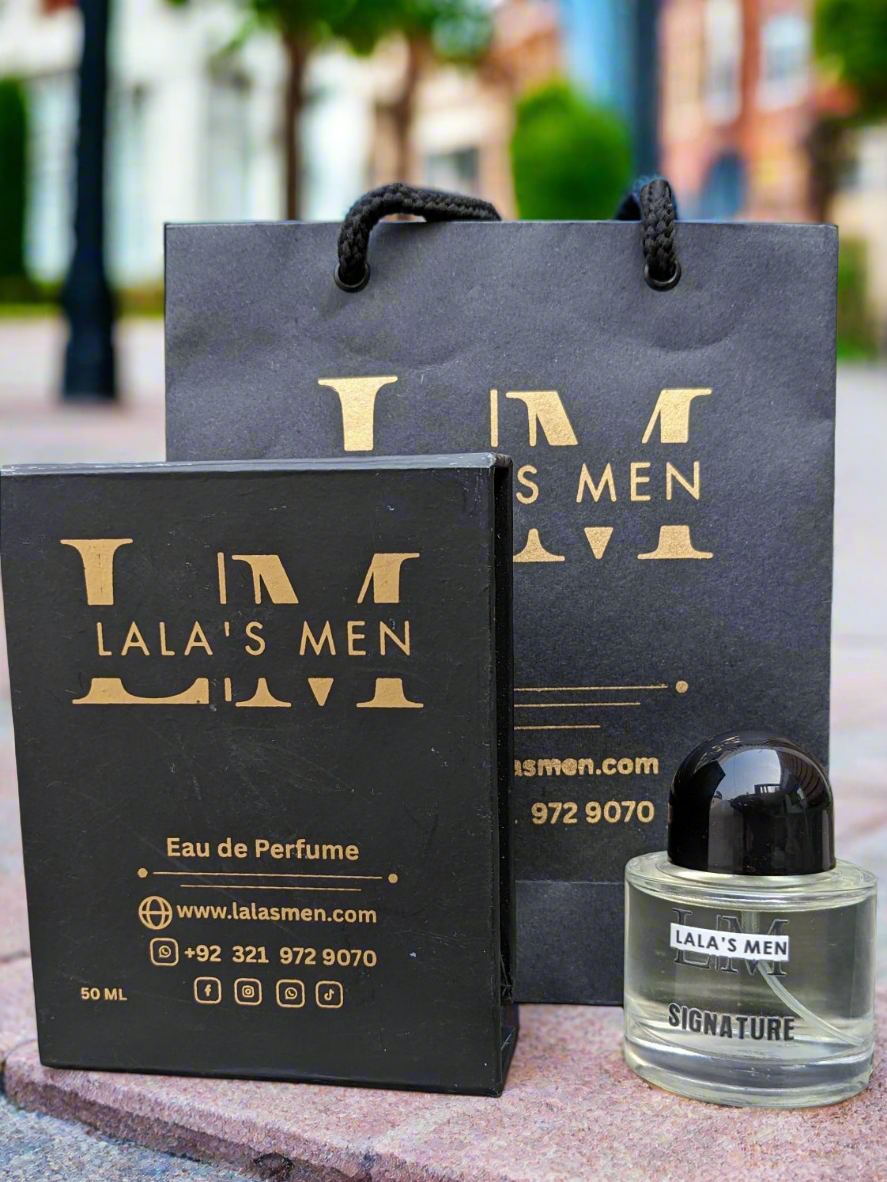 LM
S MEN
asmen.com
972 9070
LM
LALA'S MEN
Eau de Perfume
www.lalasmen.com
+92 321 972 9070
50 ML
LM
LALA'S MEN
SIGNATURE